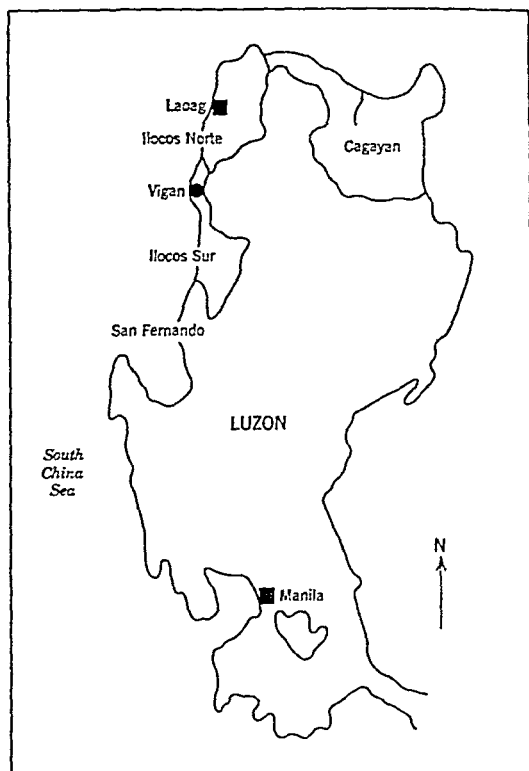 Laoag
Ilocos Norte
Cagayan
Vigan
Ilocos Sur
San Fernando
LUZON
South
China
Sea
N
Manila